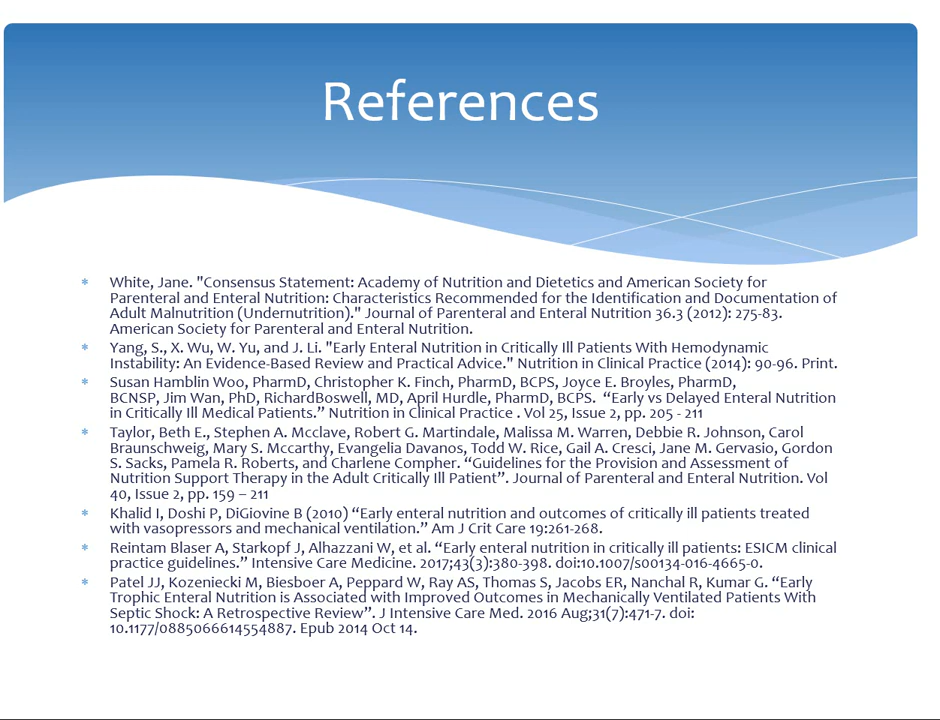 References
* White, Jane. "Consensus Statement: Academy of Nutrition and Dietetics and American Society for
Parenteral and Enteral Nutrition: Characteristics Recommended for the Identification and Documentation of
Adult Malnutrition (Undernutrition)." Journal of Parenteral and Enteral Nutrition 36.3 (2012): 275-83.
American Society for Parenteral and Enteral Nutrition.
* Yang, S., X. Wu, W. Yu, and J. Li. "Early Enteral Nutrition in Critically Ill Patients With Hemodynamic
Instability: An Evidence-Based Review and Practical Advice." Nutrition in Clinical Practice (2014): 90-96. Print.
* Susan Hamblin Woo, PharmD, Christopher K. Finch, PharmD, BCPS, Joyce E. Broyles, PharmD,
BCNSP, Jim Wan, PhD, RichardBoswell, MD, April Hurdle, PharmD, BCPS. “Early vs Delayed Enteral Nutrition
in Critically Ill Medical Patients.” Nutrition in Clinical Practice . Vol 25, Issue 2, pp. 205 - 211
* Taylor, Beth E., Stephen A. Mcclave, Robert G. Martindale, Malissa M. Warren, Debbie R. Johnson, Carol
Braunschweig, Mary S. Mccarthy, Evangelia Davanos, Todd W. Rice, Gail A. Cresci, Jane M. Gervasio, Gordon
S. Sacks, Pamela R. Roberts, and Charlene Compher. “Guidelines for the Provision and Assessment of
Nutrition Support Therapy in the Adult Critically Ill Patient”. Journal of Parenteral and Enteral Nutrition. Vol
40, Issue 2, pp. 159 – 211
* Khalid I, Doshi P, DiGiovine B (2010) “Early enteral nutrition and outcomes of critically ill patients treated
with vasopressors and mechanical ventilation.” Am J Crit Care 19:261-268.
* Reintam Blaser A, Starkopf J, Alhazzani W, et al. “Early enteral nutrition in critically ill patients: ESICM clinical
practice guidelines.” Intensive Care Medicine. 2017;43(3):380-398. doi:10.1007/s00134-016-4665-0.
* Patel JJ, Kozeniecki M, Biesboer A, Peppard W, Ray AS, Thomas S, Jacobs ER, Nanchal R, Kumar G. “Early
Trophic Enteral Nutrition is Associated with Improved Outcomes in Mechanically Ventilated Patients With
Septic Shock: A Retrospective Review”. J Intensive Care Med. 2016 Aug;31(7):471-7. doi:
10.1177/0885066614554887. Epub 2014 Oct 14.